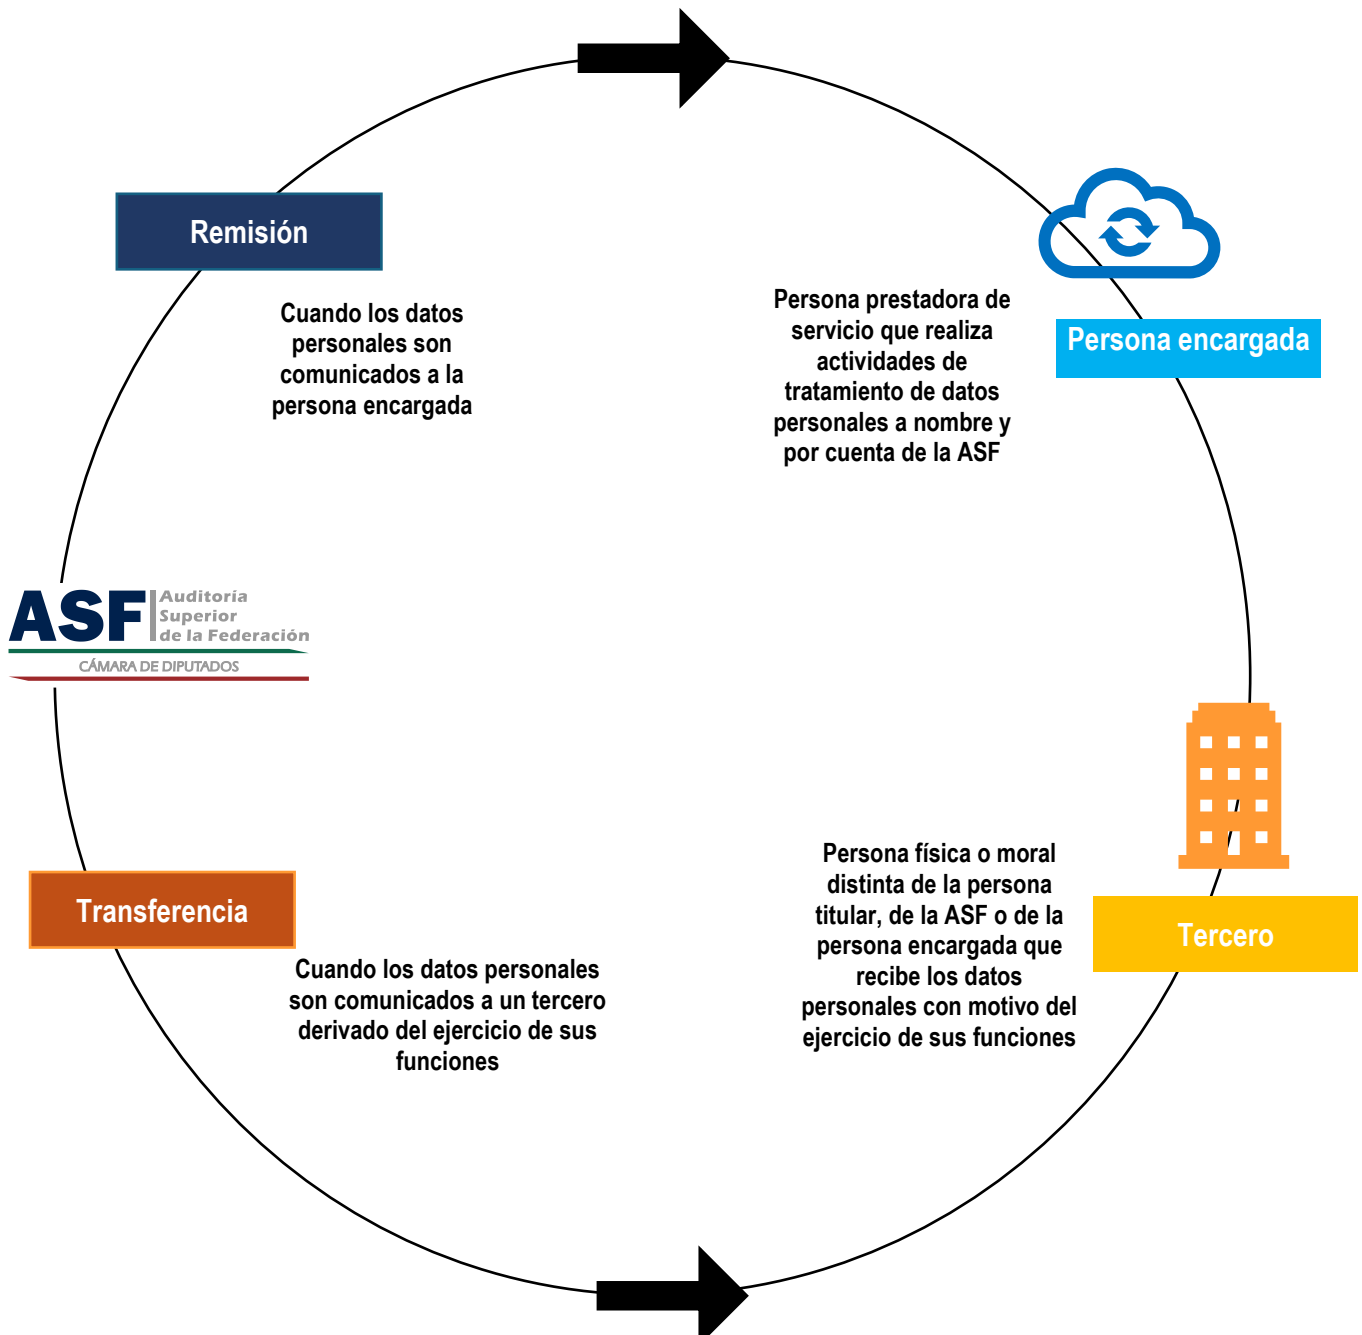 Remisión
Cuando los datos
personales son
comunicados a la
persona encargada
Persona prestadora de
servicio que realiza
actividades de
tratamiento de datos
personales a nombre y
por cuenta de la ASF
Persona encargada
ASF
Auditoría
Superior
de la Federación
CÁMARA DE DIPUTADOS
Transferencia
Cuando los datos personales
son comunicados a un tercero
derivado del ejercicio de sus
funciones
Persona física o moral
distinta de la persona
titular, de la ASF o de la
persona encargada que
recibe los datos
personales con motivo del
ejercicio de sus funciones
Tercero